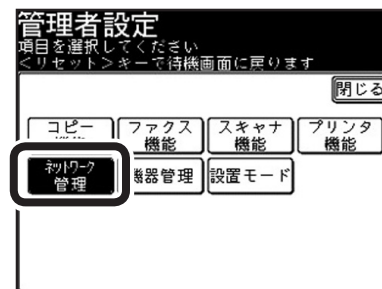 管理者設定
項目を選択してください
<リセット>キーで待機画面に戻ります
閉じる
コピー
機能
ファクス
機能
スキャナ
機能
プリンタ
機能
ネットワーク
管理
機器管理
設置モード